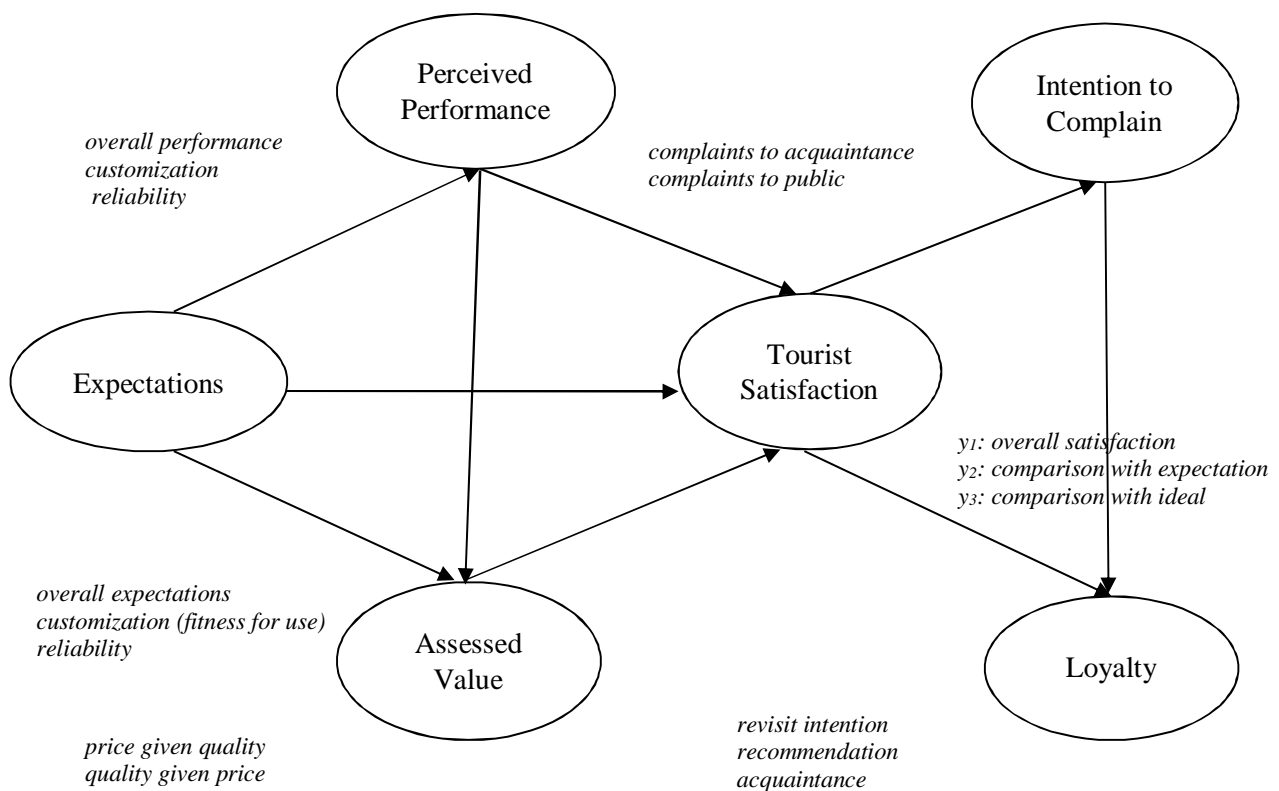 Perceived
Performance
Intention to
Complain
overall performance
customization
reliability
complaints to acquaintance
complaints to public
Expectations
Tourist
Satisfaction
y1: overall satisfaction
y2: comparison with expectation
y3: comparison with ideal
overall expectations
customization (fitness for use)
reliability
Assessed
Value
Loyalty
price given quality
quality given price
revisit intention
recommendation
acquaintance